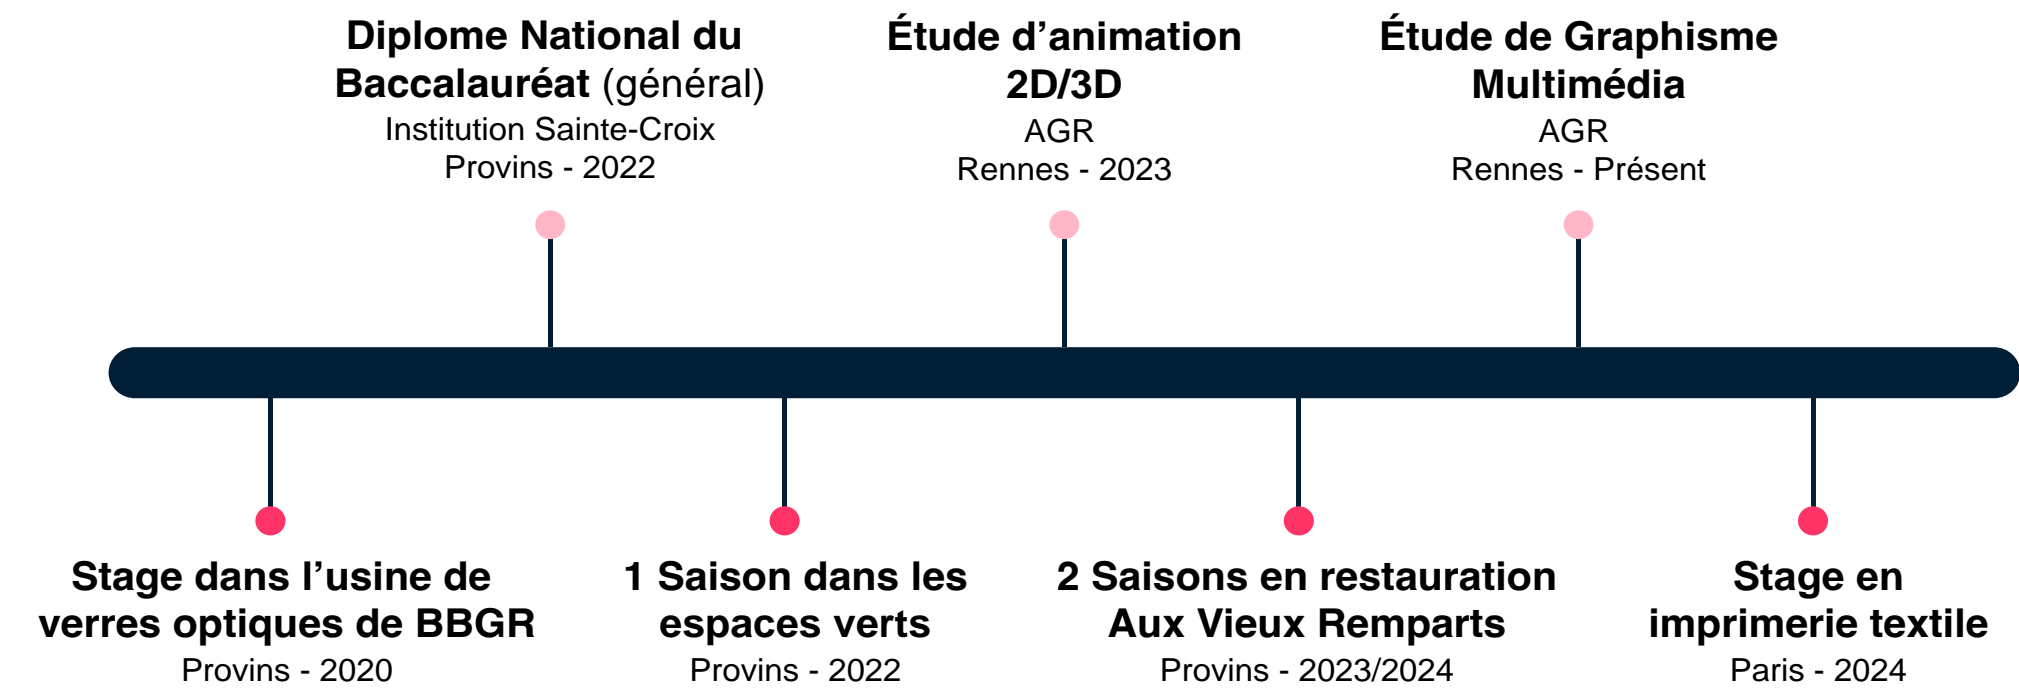 Diplome National du
Baccalauréat (général)
Institution Sainte-Croix
Provins - 2022
Étude d’animation
2D/3D
AGR
Rennes - 2023
Étude de Graphisme
Multimédia
AGR
Rennes - Présent
Stage dans l’usine de
verres optiques de BBGR
Provins - 2020
1 Saison dans les
espaces verts
Provins - 2022
2 Saisons en restauration
Aux Vieux Remparts
Provins - 2023/2024
Stage en
imprimerie textile
Paris - 2024